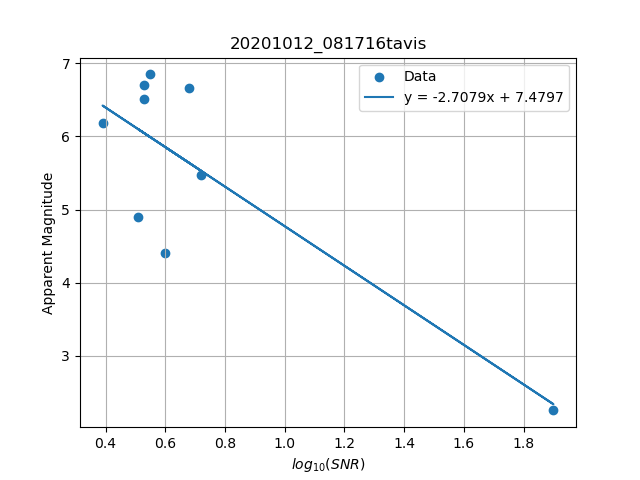 20201012_081716tavis
Data
y = -2.7079x + 7.4797
Apparent Magnitude
7
6
5
4
3
0.4 0.6 0.8 1.0 1.2 1.4 1.6 1.8
log₁₀(SNR)